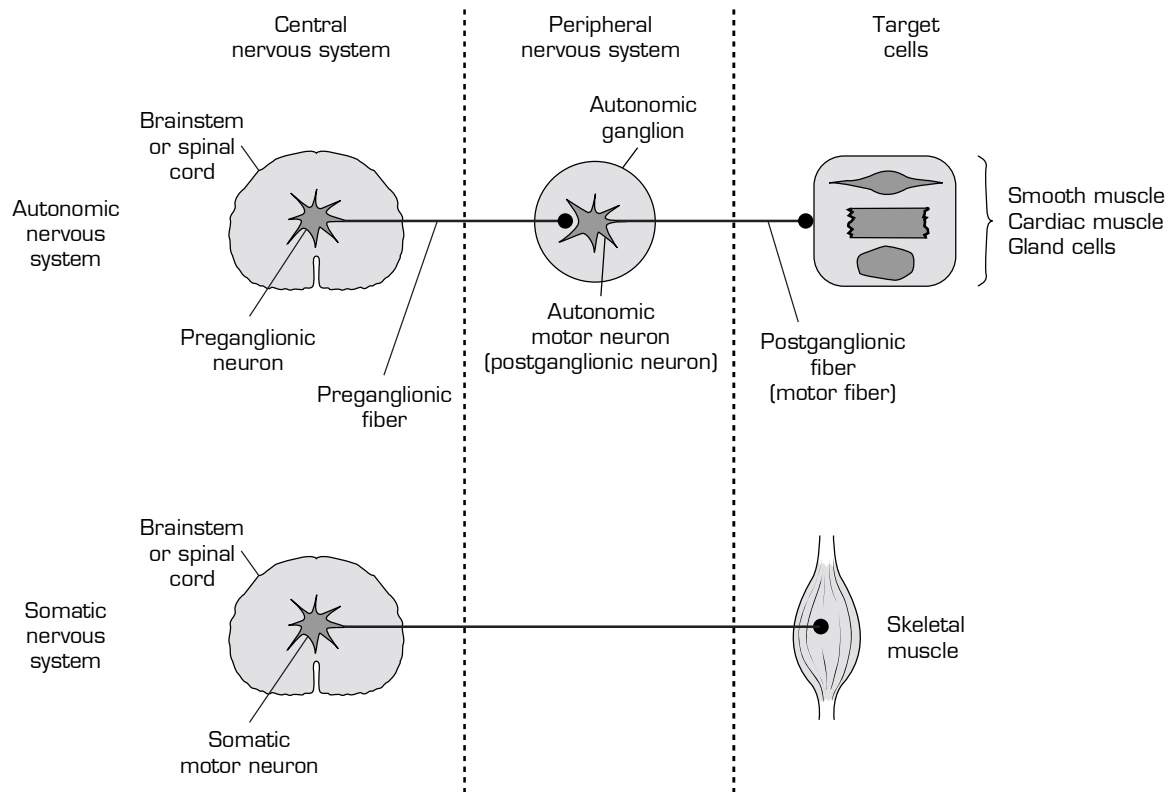 Central
nervous system
Peripheral
nervous system
Target
cells
Autonomic
nervous
system
Brainstem
or spinal
cord
Preganglionic
neuron
Preganglionic
fiber
Autonomic
ganglion
Autonomic
motor neuron
(postganglionic neuron)
Postganglionic
fiber
(motor fiber)
Smooth muscle
Cardiac muscle
Gland cells
Somatic
nervous
system
Brainstem
or spinal
cord
Somatic
motor neuron
Skeletal
muscle